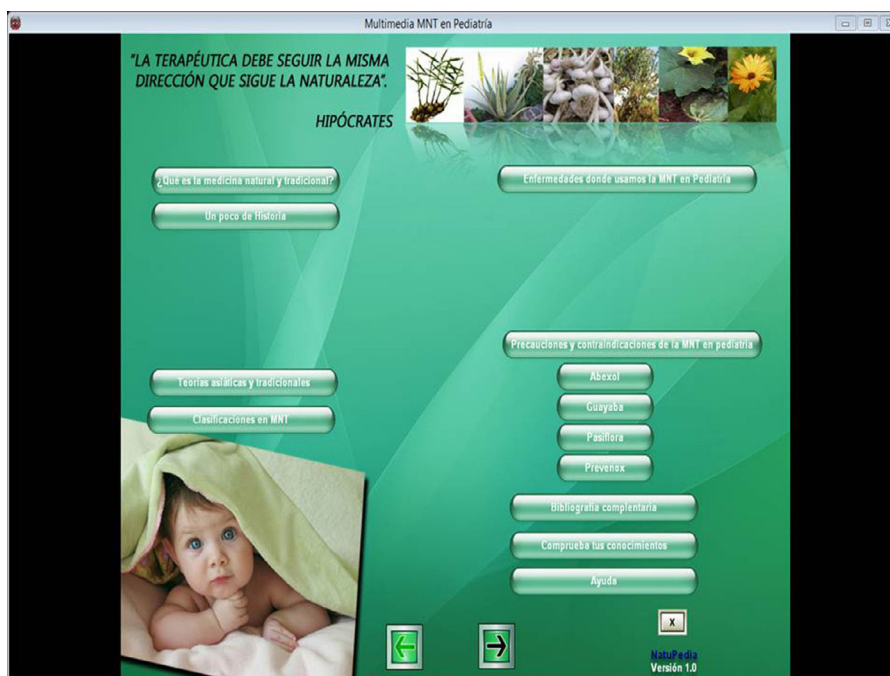 Multimedia MNT en Pediatría
"LA TERAPÉUTICA DEBE SEGUIR LA MISMA
DIRECCIÓN QUE SIGUE LA NATURALEZA".
HIPÓCRATES
¿Qué es la medicina natural y tradicional?
Un poco de Historia
Enfermedades donde usamos la MNT en Pediatría
Teorías asiáticas y tradicionales
Clasificaciones en MNT
Precauciones y contraindicaciones de la MNT en pediatría
Abexol
Guayaba
Pasiflora
Prevenox
Bibliografía complentaria
Comprueba tus conocimientos
Ayuda
X
NatuPedia
Versión 1.0